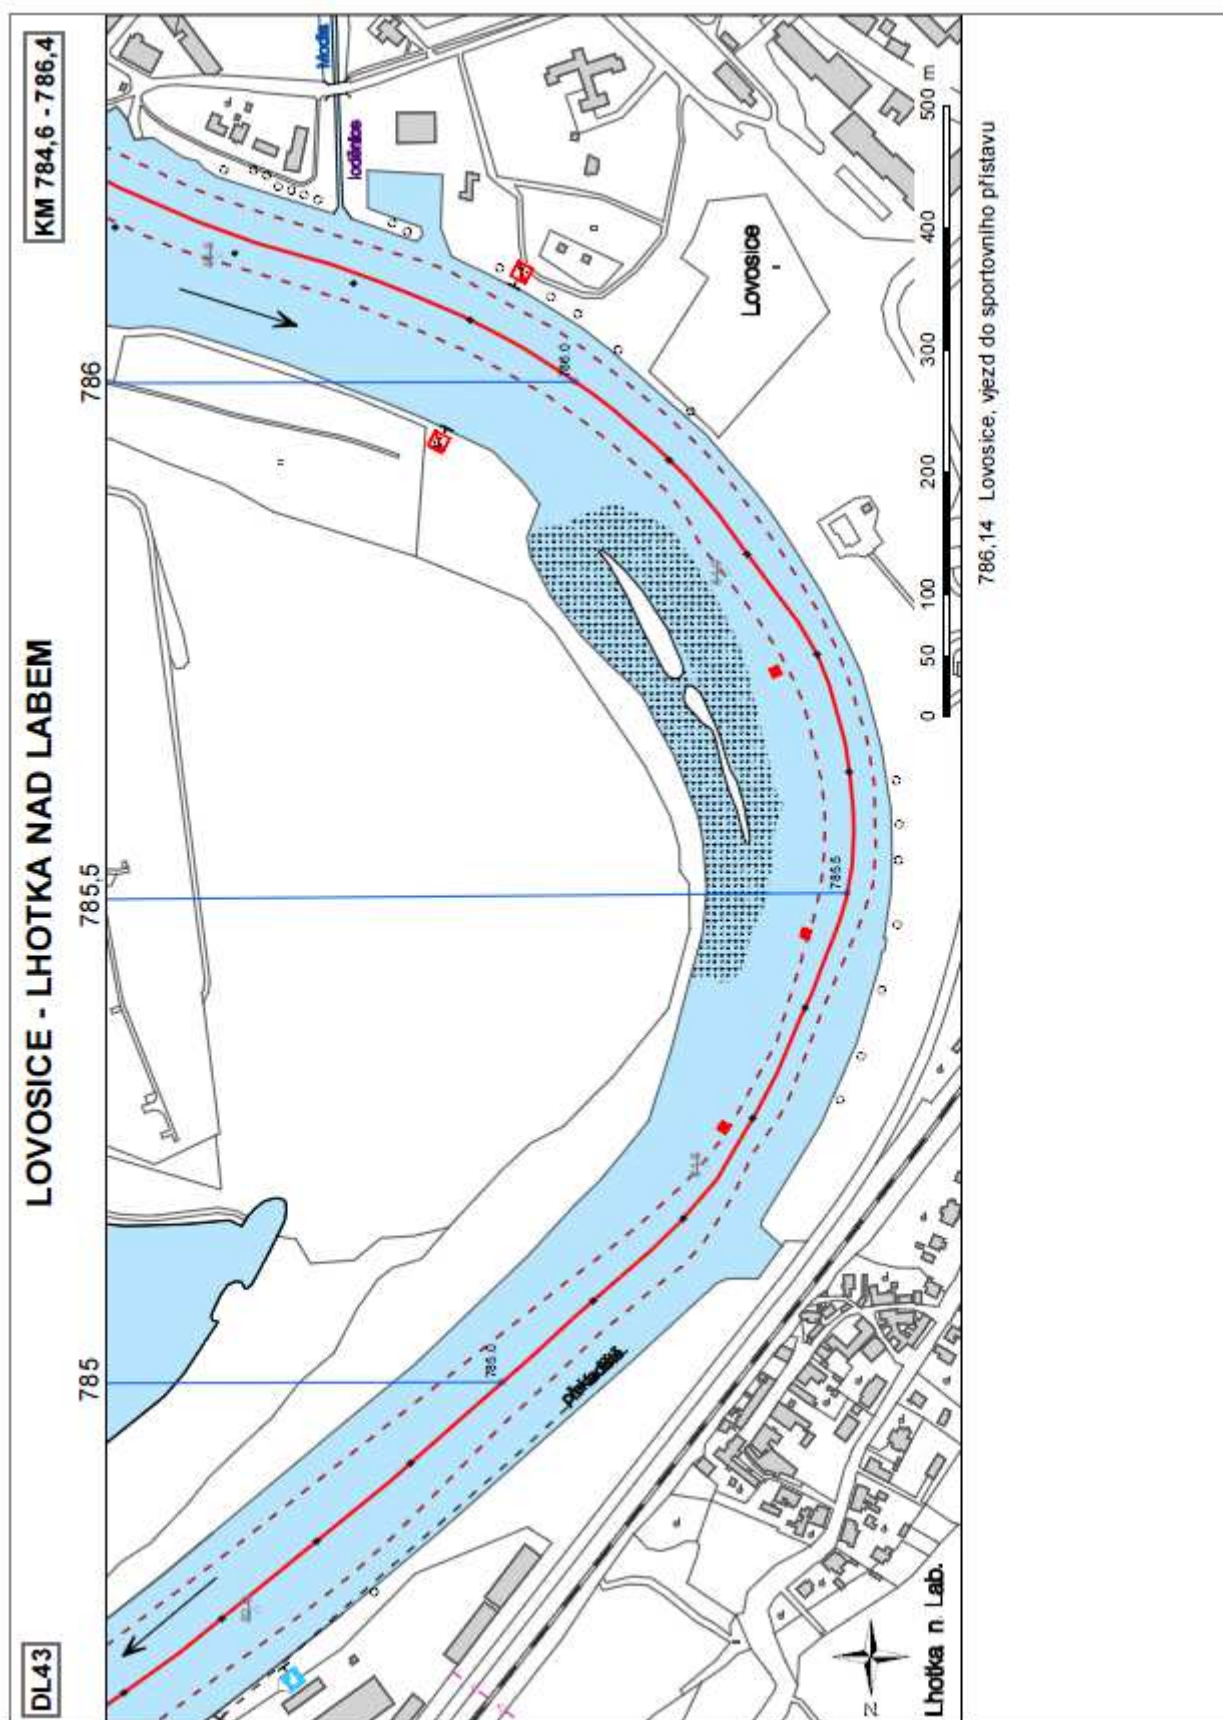 DL43
LOVOSICE - LHOTKA NAD LABEM
KM 784,6 - 786,4
785
785,5
786
785.0
785.5
786.0
Modla
loděnice
Lovosice
překladiště
Lhotka n. Lab.
N
0 50 100 200 300 400 500 m
786,14 Lovosice, vjezd do sportovního přístavu